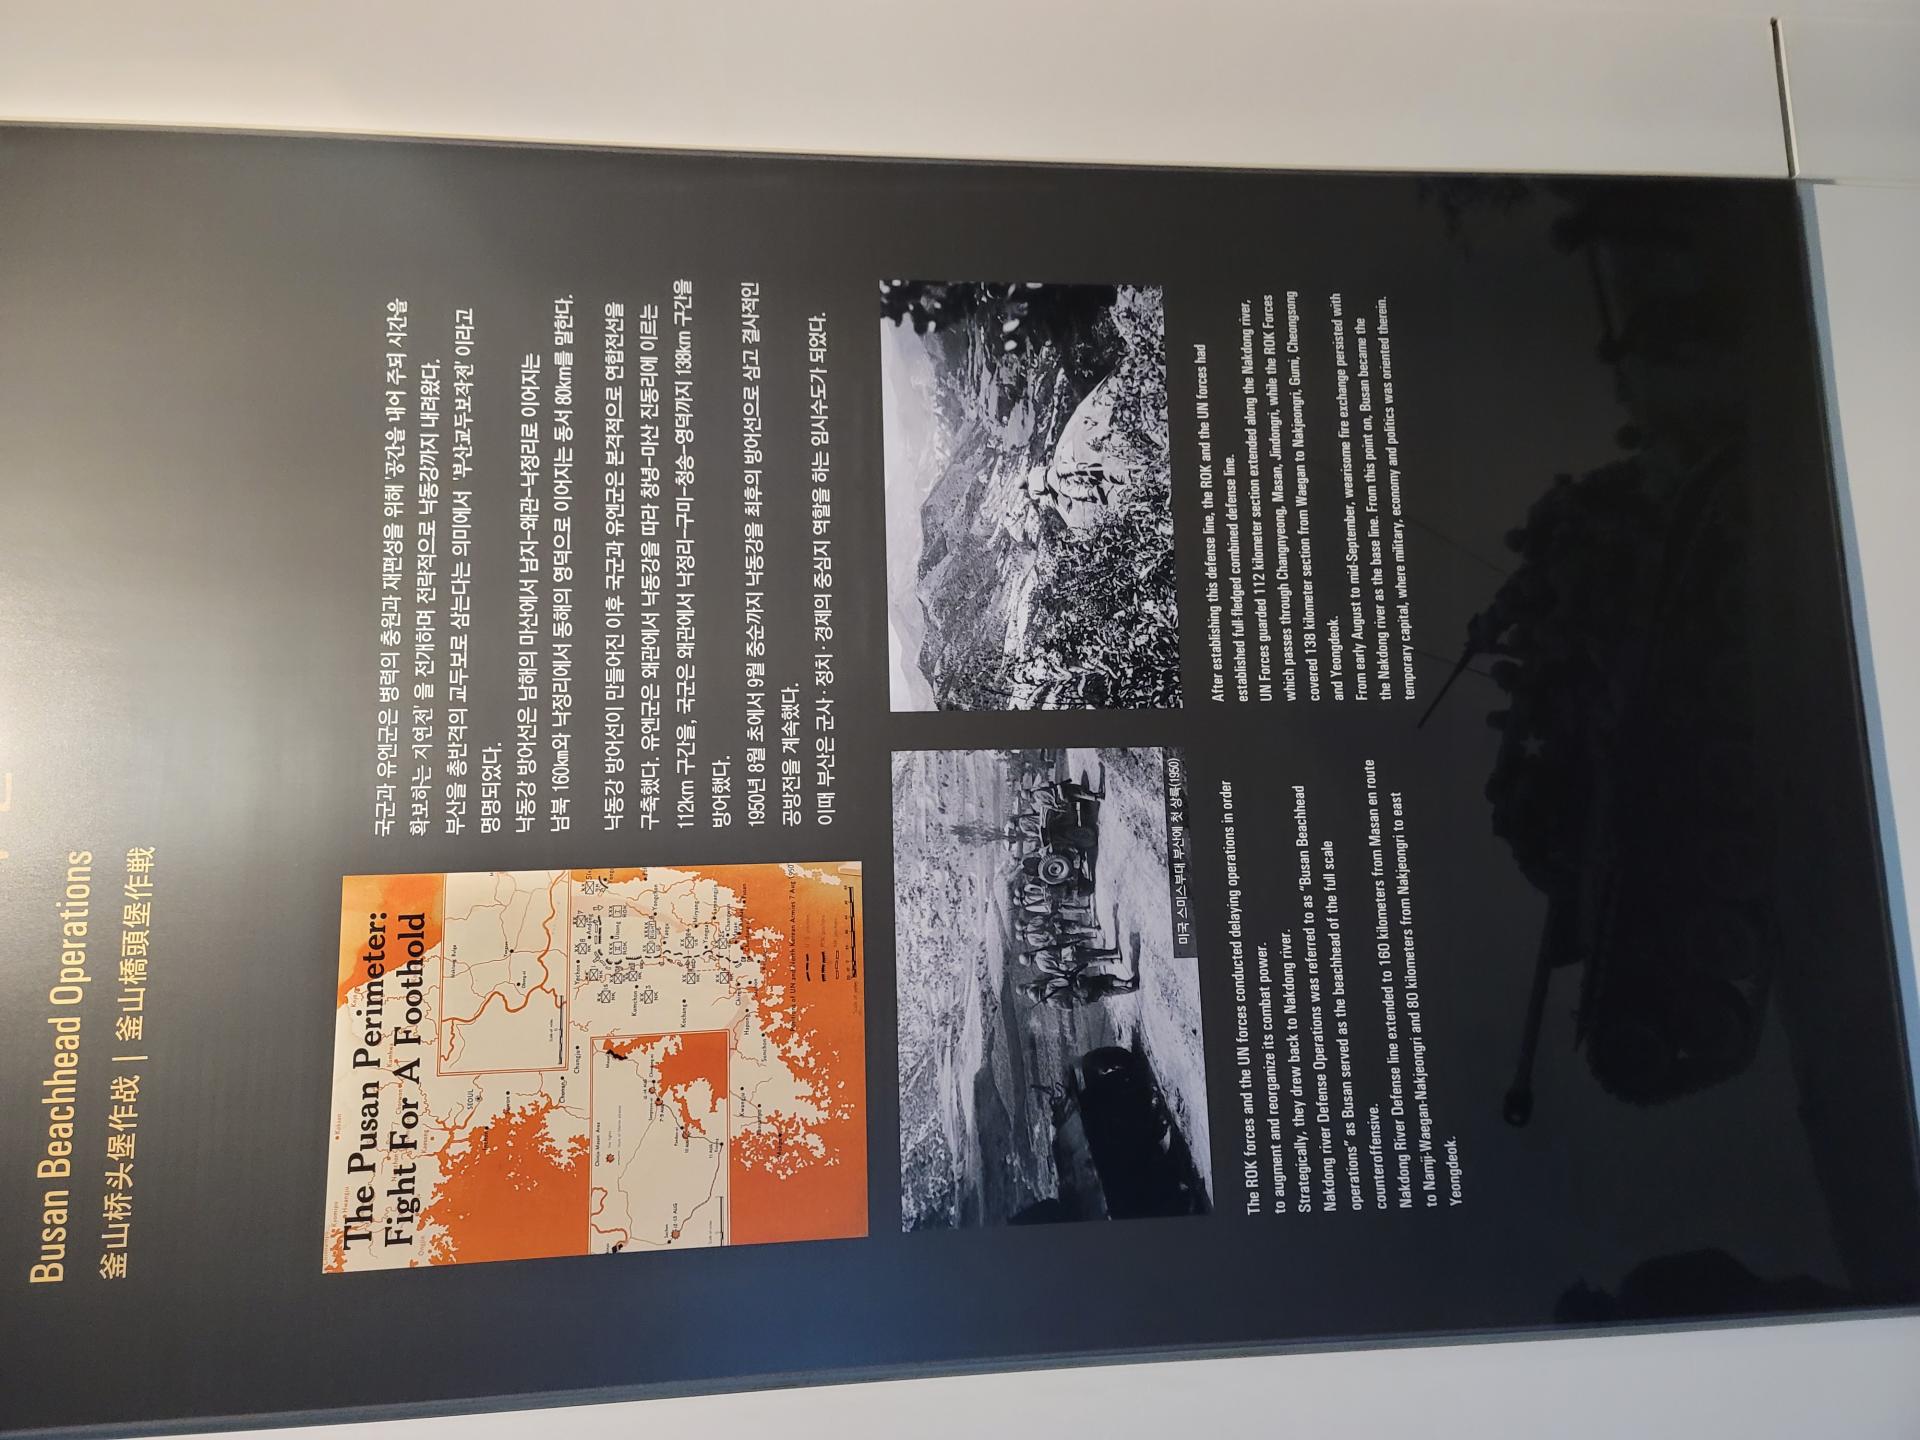 Busan Beachhead Operations
釜山桥头堡作战 | 釜山橋頭堡作戦
The Pusan Perimeter:
Fight For A Foothold
국군과 유엔군은 병력의 충원과 재편성을 위해 '공간을 내어 주되 시간을
확보하는 지연전' 을 전개하며 전략적으로 낙동강까지 내려왔다.
부산을 총반격의 교두보로 삼는다는 의미에서 '부산교두보작전' 이라고
명명되었다.
낙동강 방어선은 남해의 마산에서 남지-왜관-낙정리로 이어지는
남북 160km와 낙정리에서 동해의 영덕으로 이어지는 동서 80km를 말한다.
낙동강 방어선이 만들어진 이후 국군과 유엔군은 본격적으로 연합전선을
구축했다. 유엔군은 왜관에서 낙동강을 따라 창녕-마산 진동리에 이르는
112km 구간을, 국군은 왜관에서 낙정리-구미-청송-영덕까지 138km 구간을
방어했다.
1950년 8월 초에서 9월 중순까지 낙동강을 최후의 방어선으로 삼고 결사적인
공방전을 계속했다.
이때 부산은 군사 · 정치 · 경제의 중심지 역할을 하는 임시수도가 되었다.
SEOUL
미국 스미스부대 부산에 첫 상륙(1950)
The ROK forces and the UN forces conducted delaying operations in order
to augment and reorganize its combat power.
Strategically, they drew back to Nakdong river.
Nakdong river Defense Operations was referred to as "Busan Beachhead
operations" as Busan served as the beachhead of the full scale
counteroffensive.
Nakdong River Defense line extended to 160 kilometers from Masan en route
to Namji-Waegan-Nakjeongri and 80 kilometers from Nakjeongri to east
Yeongdeok.
After establishing this defense line, the ROK and the UN forces had
established full-fledged combined defense line.
UN Forces guarded 112 kilometer section extended along the Nakdong river,
which passes through Changnyeong, Masan, Jindongri, while the ROK Forces
covered 138 kilometer section from Waegan to Nakjeongri, Gumi, Cheongsong
and Yeongdeok.
From early August to mid-September, wearisome fire exchange persisted with
the Nakdong river as the base line. From this point on, Busan became the
temporary capital, where military, economy and politics was oriented therein.